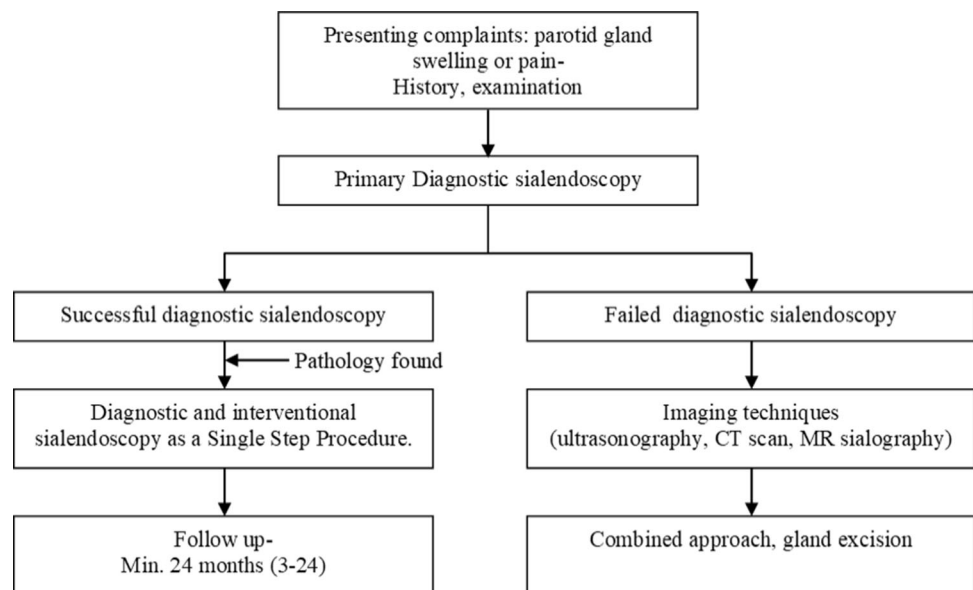 Presenting complaints: parotid gland
swelling or pain-
History, examination
Primary Diagnostic sialendoscopy
Successful diagnostic sialendoscopy
Failed diagnostic sialendoscopy
Pathology found
Diagnostic and interventional
sialendoscopy as a Single Step Procedure.
Imaging techniques
(ultrasonography, CT scan, MR sialography)
Follow up-
Min. 24 months (3-24)
Combined approach, gland excision